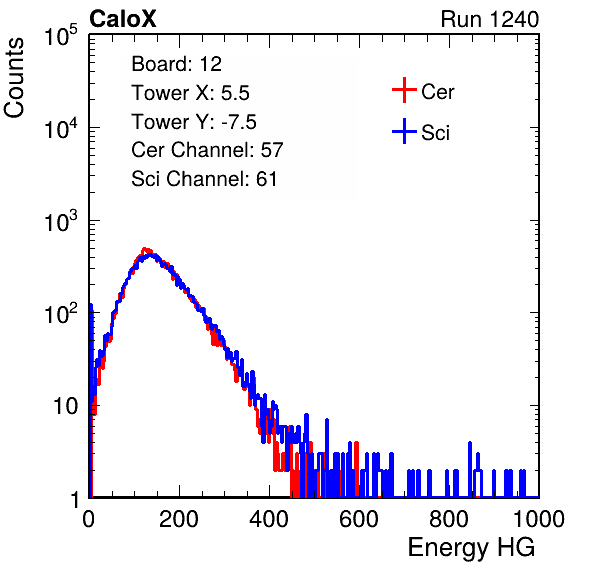 CaloX Run 1240
Counts
10^5
10^4
10^3
10^2
10
1
Board: 12
Tower X: 5.5
Tower Y: -7.5
Cer Channel: 57
Sci Channel: 61
Cer
Sci
0 200 400 600 800 1000
Energy HG